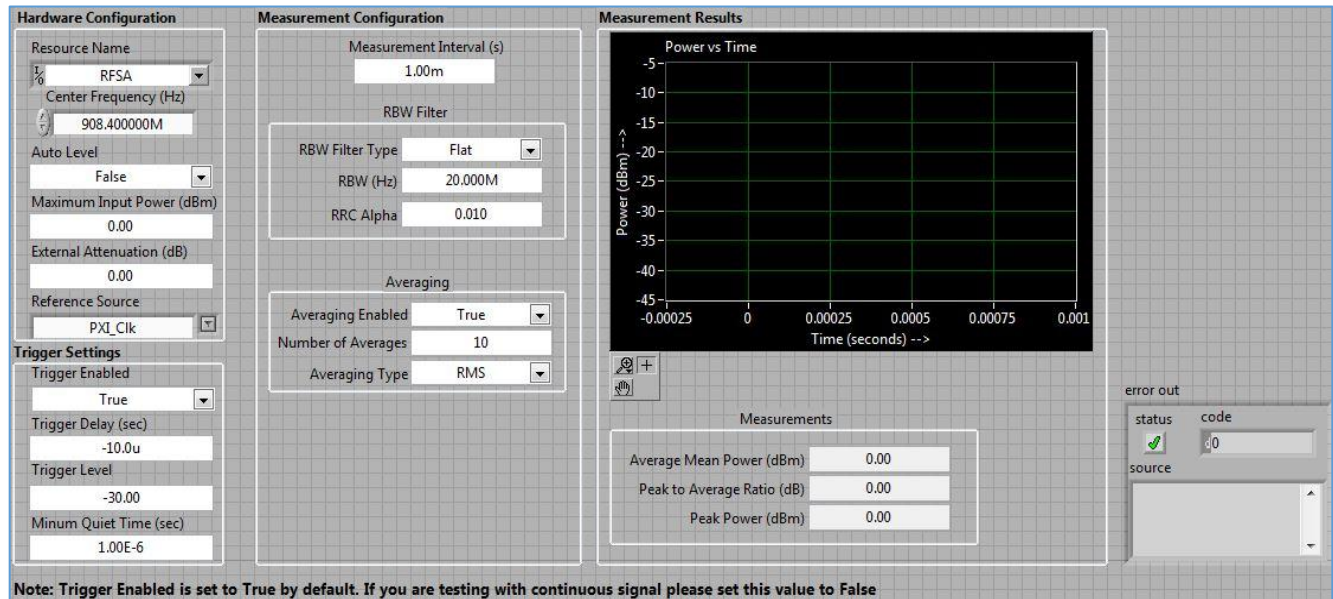 Hardware Configuration
Resource Name
I/0 RFSA
Center Frequency (Hz)
908.400000M
Auto Level
False
Maximum Input Power (dBm)
0.00
External Attenuation (dB)
0.00
Reference Source
PXI_Clk
Trigger Settings
Trigger Enabled
True
Trigger Delay (sec)
-10.0u
Trigger Level
-30.00
Minum Quiet Time (sec)
1.00E-6
Measurement Configuration
Measurement Interval (s)
1.00m
RBW Filter
RBW Filter Type Flat
RBW (Hz) 20.000M
RRC Alpha 0.010
Averaging
Averaging Enabled True
Number of Averages 10
Averaging Type RMS
Measurement Results
Power vs Time
Power (dBm) -->
-5
-10
-15
-20
-25
-30
-35
-40
-45
-0.00025 0 0.00025 0.0005 0.00075 0.001
Time (seconds) -->
Measurements
Average Mean Power (dBm) 0.00
Peak to Average Ratio (dB) 0.00
Peak Power (dBm) 0.00
error out
status code
d0
source
Note: Trigger Enabled is set to True by default. If you are testing with continuous signal please set this value to False